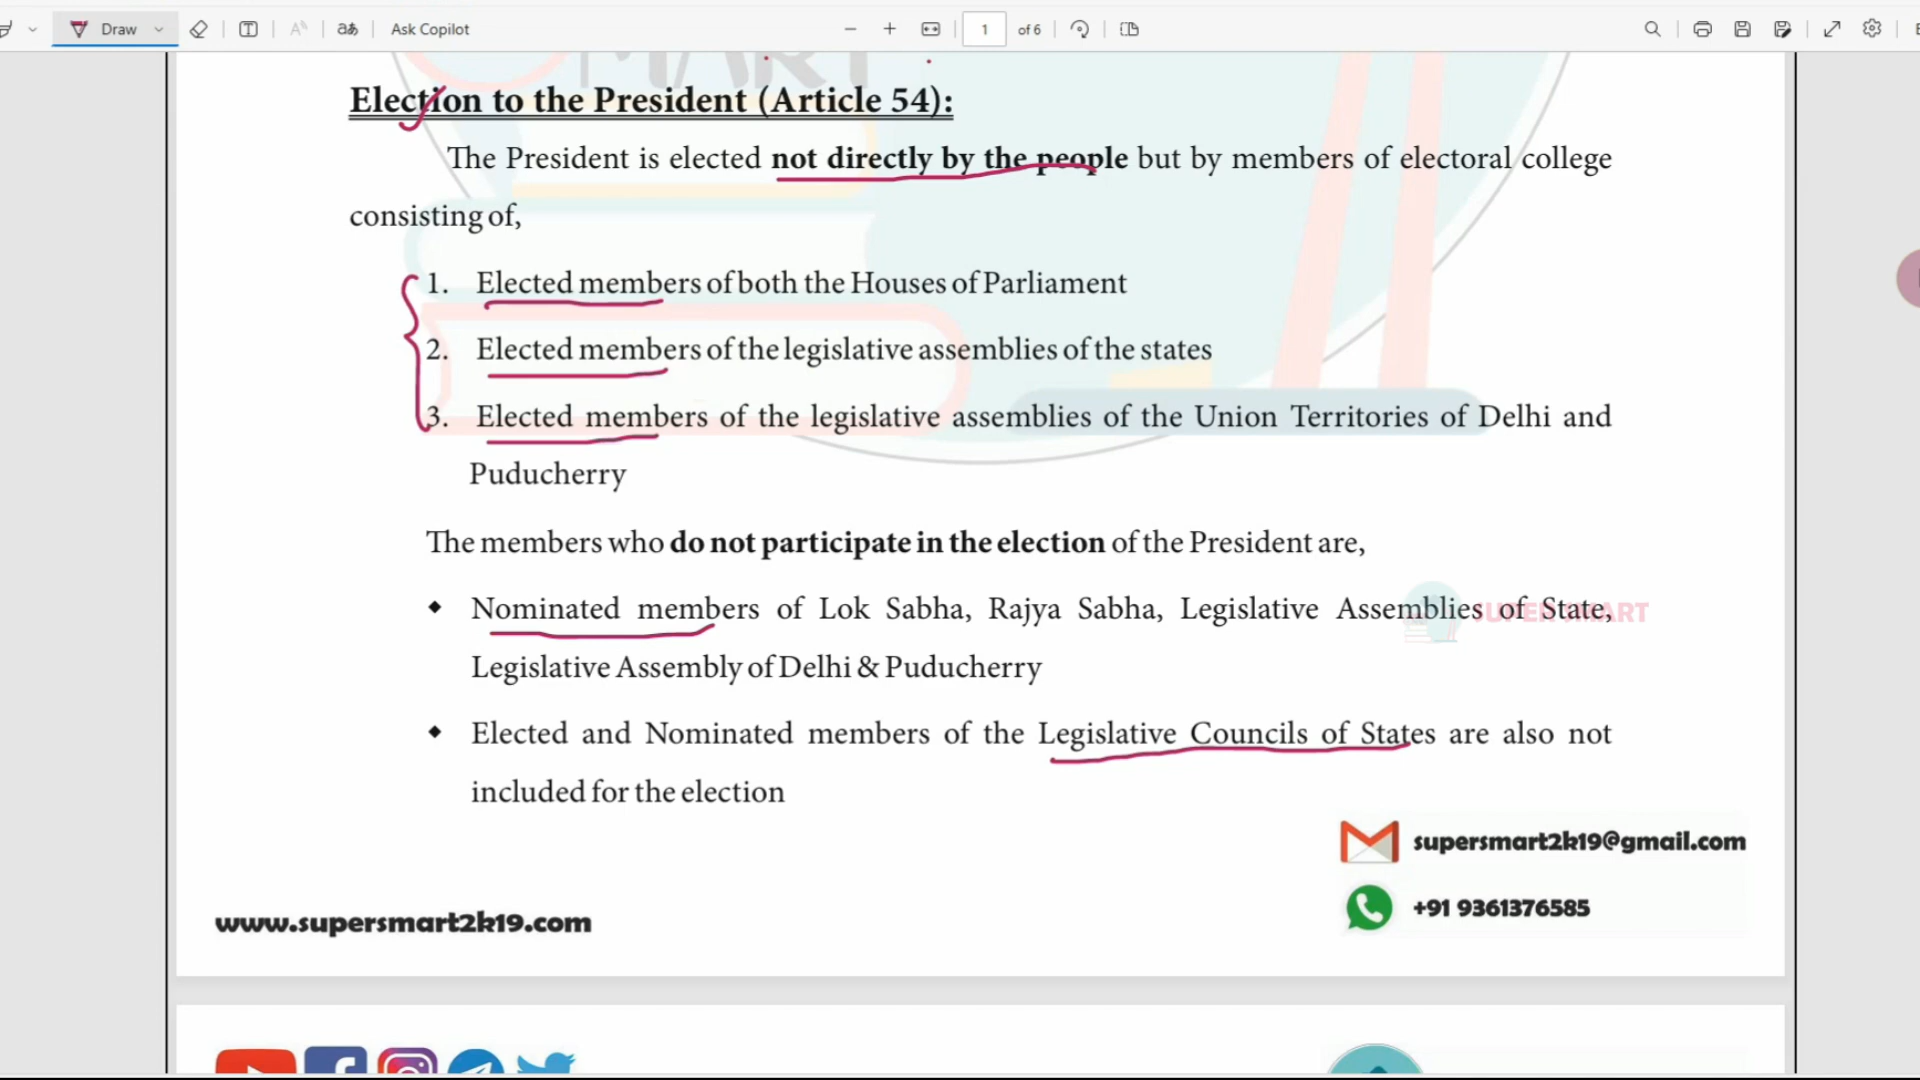 Draw
aあ
Ask Copilot
1
of 6
MART
Election to the President (Article 54):
The President is elected not directly by the people but by members of electoral college
consisting of,
1. Elected members of both the Houses of Parliament
2. Elected members of the legislative assemblies of the states
3. Elected members of the legislative assemblies of the Union Territories of Delhi and
Puducherry
The members who do not participate in the election of the President are,
◆ Nominated members of Lok Sabha, Rajya Sabha, Legislative Assemblies of State,
SUPER SMART
Legislative Assembly of Delhi & Puducherry
◆ Elected and Nominated members of the Legislative Councils of States are also not
included for the election
supersmart2k19@gmail.com
+91 9361376585
www.supersmart2k19.com